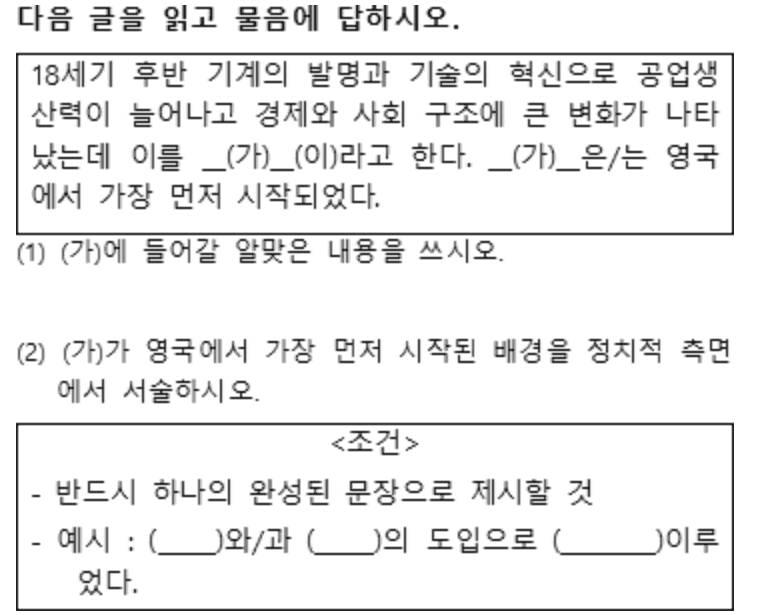 다음 글을 읽고 물음에 답하시오.
18세기 후반 기계의 발명과 기술의 혁신으로 공업생
산력이 늘어나고 경제와 사회 구조에 큰 변화가 나타
났는데 이를 __(가)__(이)라고 한다. __(가)__은/는 영국
에서 가장 먼저 시작되었다.
(1) (가)에 들어갈 알맞은 내용을 쓰시오.
(2) (가)가 영국에서 가장 먼저 시작된 배경을 정치적 측면
에서 서술하시오.
<조건>
- 반드시 하나의 완성된 문장으로 제시할 것
- 예시 : (____)와/과 (____)의 도입으로 (______)이루
었다.